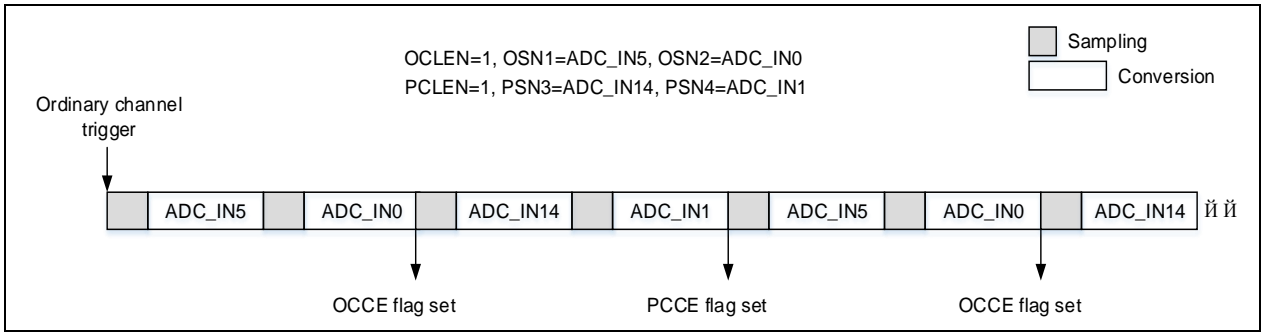 OCLEN=1, OSN1=ADC_IN5, OSN2=ADC_IN0
PCLEN=1, PSN3=ADC_IN14, PSN4=ADC_IN1
Sampling
Conversion
Ordinary channel
trigger
ADC_IN5 ADC_IN0 ADC_IN14 ADC_IN1 ADC_IN5 ADC_IN0 ADC_IN14 Й Й
OCCE flag set PCCE flag set OCCE flag set